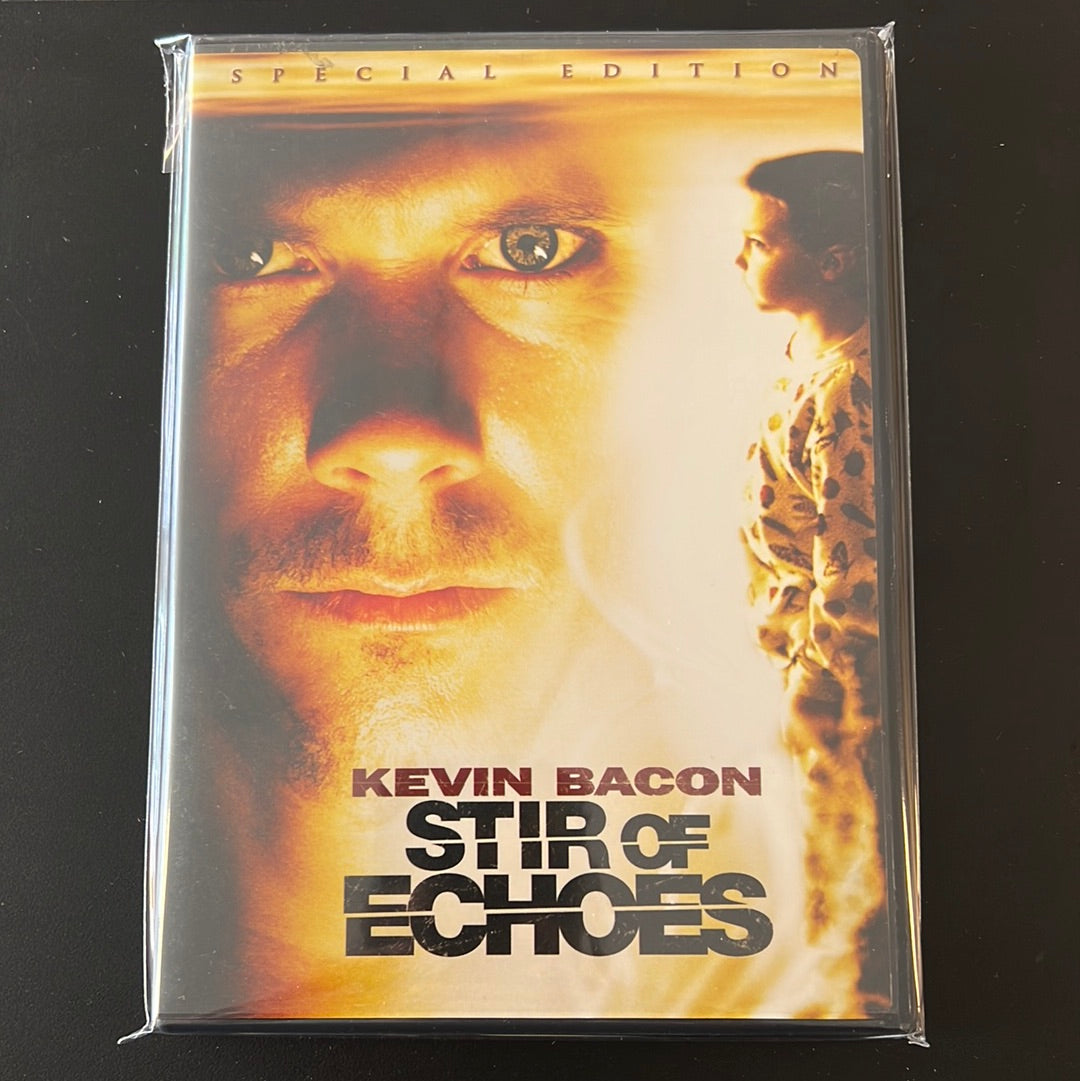 SPECIAL EDITION
KEVIN BACON
STIR OF
ECHOES